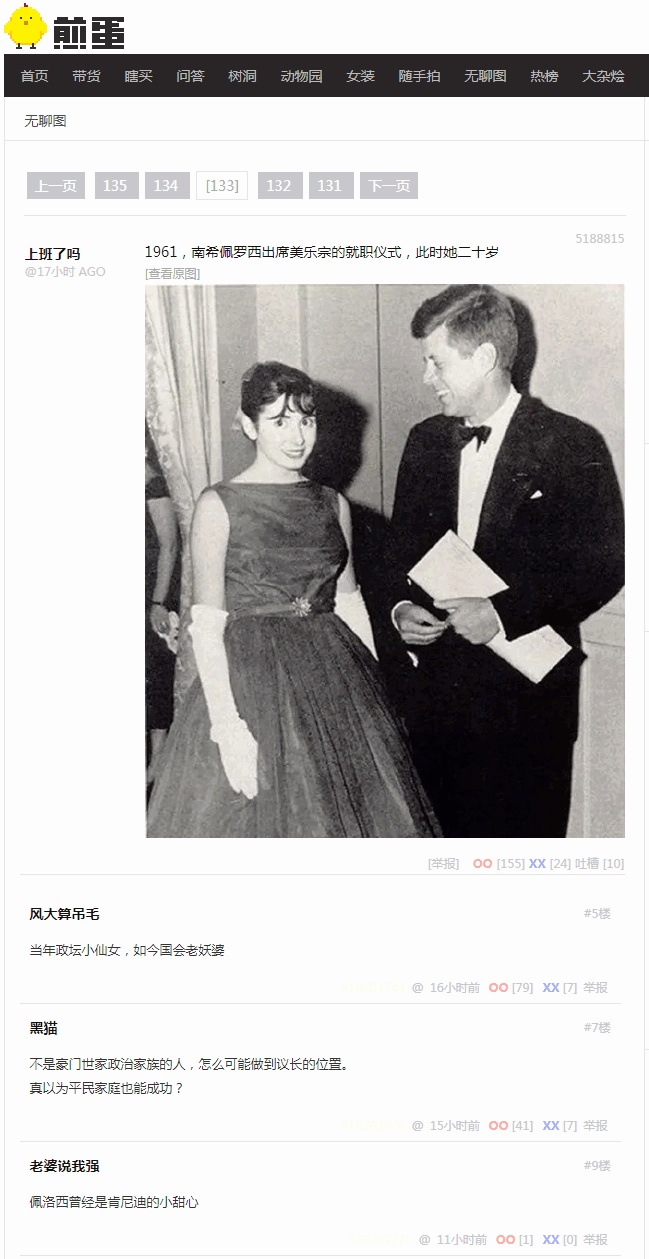 煎蛋
首页 带货 瞎买 问答 树洞 动物园 女装 随手拍 无聊图 热榜 大杂烩
无聊图
上一页 135 134 [133] 132 131 下一页
5188815
上班了吗
@17小时 AGO
1961，南希佩罗西出席美乐宗的就职仪式，此时她二十岁
[查看原图]
[举报] OO [155] XX [24] 吐槽 [10]
风大算吊毛 #5楼
当年政坛小仙女，如今国会老妖婆
@ 16小时前 OO [79] XX [7] 举报
黑猫 #7楼
不是豪门世家政治家族的人，怎么可能做到议长的位置。
真以为平民家庭也能成功？
@ 15小时前 OO [41] XX [7] 举报
老婆说我强 #9楼
佩洛西曾经是肯尼迪的小甜心
@ 11小时前 OO [1] XX [0] 举报